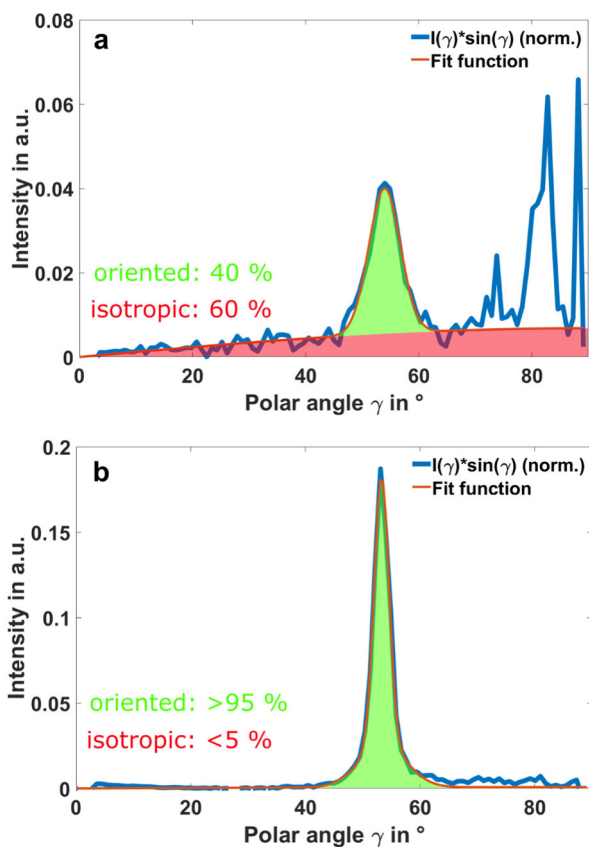 a
I(γ)*sin(γ) (norm.)
Fit function
oriented: 40 %
isotropic: 60 %
Intensity in a.u.
0.08
0.06
0.04
0.02
0
0 20 40 60 80
Polar angle γ in °
b
I(γ)*sin(γ) (norm.)
Fit function
oriented: >95 %
isotropic: <5 %
Intensity in a.u.
0.2
0.15
0.1
0.05
0
0 20 40 60 80
Polar angle γ in °